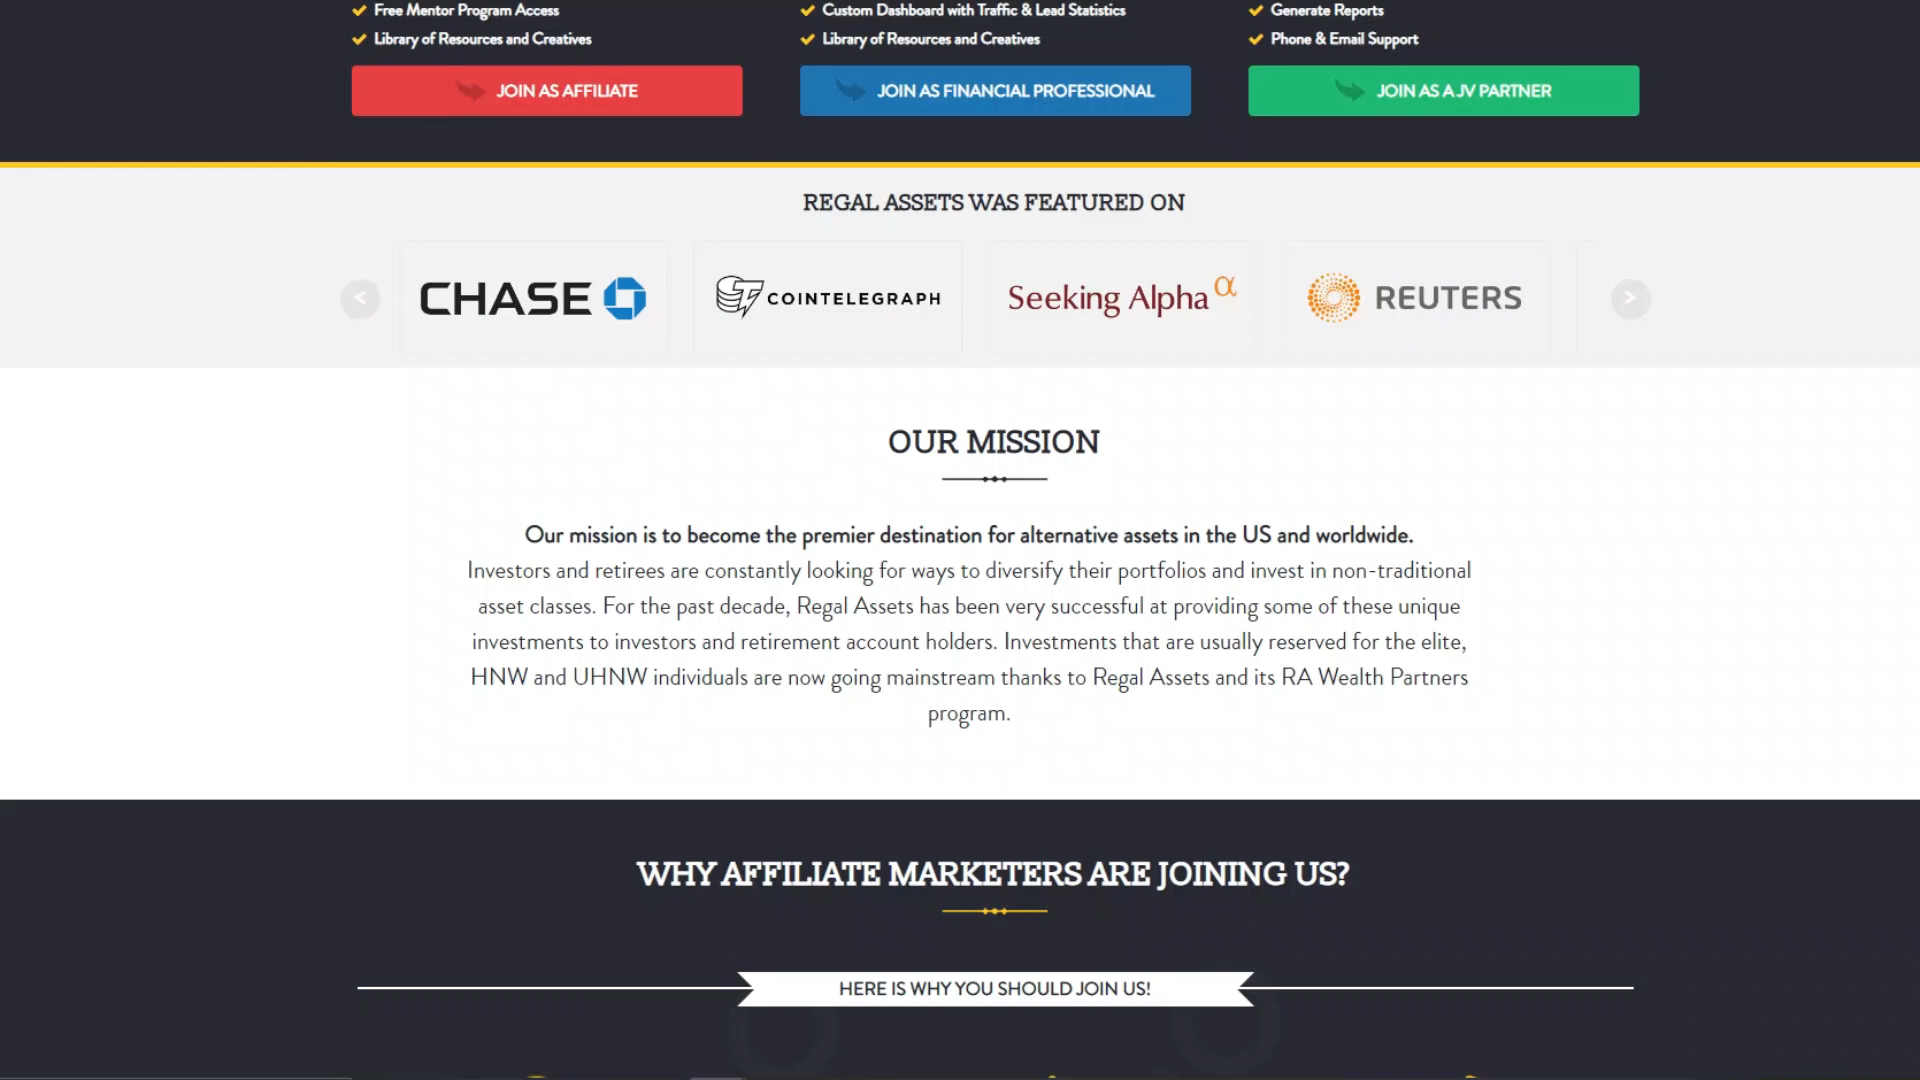 Free Mentor Program Access
Library of Resources and Creatives
JOIN AS AFFILIATE
Custom Dashboard with Traffic & Lead Statistics
Library of Resources and Creatives
JOIN AS FINANCIAL PROFESSIONAL
Generate Reports
Phone & Email Support
JOIN AS A JV PARTNER
REGAL ASSETS WAS FEATURED ON
<
CHASE
COINTELEGRAPH
Seeking Alpha α
REUTERS
>
OUR MISSION
Our mission is to become the premier destination for alternative assets in the US and worldwide.
Investors and retirees are constantly looking for ways to diversify their portfolios and invest in non-traditional
asset classes. For the past decade, Regal Assets has been very successful at providing some of these unique
investments to investors and retirement account holders. Investments that are usually reserved for the elite,
HNW and UHNW individuals are now going mainstream thanks to Regal Assets and its RA Wealth Partners
program.
WHY AFFILIATE MARKETERS ARE JOINING US?
HERE IS WHY YOU SHOULD JOIN US!